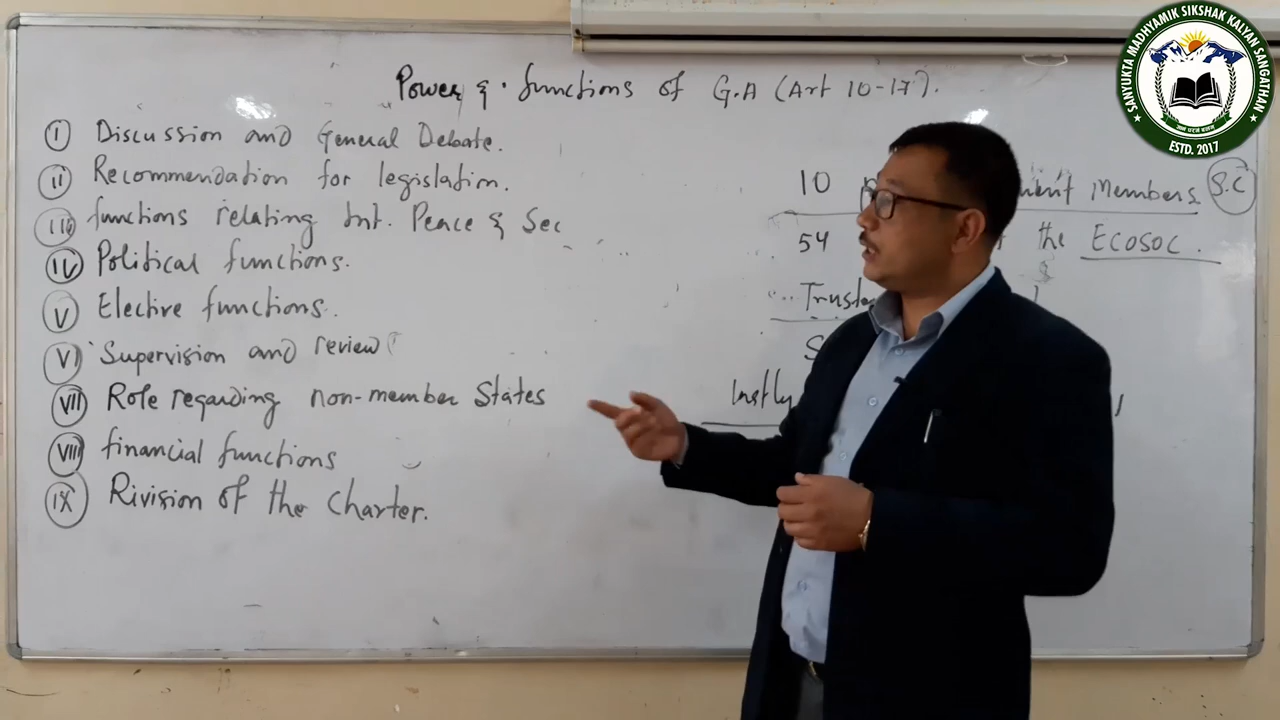 Power & functions of G.A (Art 10-17).
I Discussion and General Debate.
II Recommendation for legislation.
III functions relating Int. Peace & Sec
IV Political functions.
V Elective functions.
VI Supervision and review
VII Role regarding non-member States
VIII financial functions
IX Rivision of the Charter.
10 Members S.C
54 the ECOSOC.
lastly
SANYUKTA MADHYAMIK SIKSHAK KALYAN SANGATHAN
ESTD. 2017